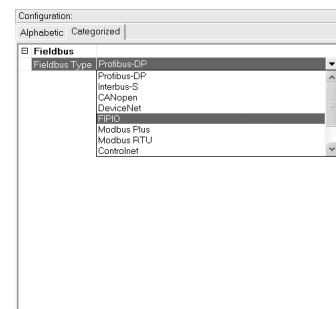 Configuration:
Alphabetic Categorized
Fieldbus
Fieldbus Type Profibus-DP
Profibus-DP
Interbus-S
CANopen
DeviceNet
FIPIO
Modbus Plus
Modbus RTU
Controlnet